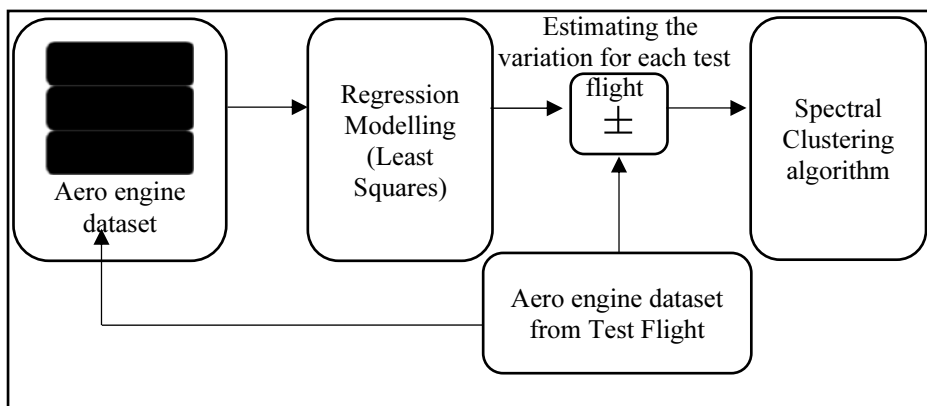 Aero engine
dataset
Regression
Modelling
(Least
Squares)
Estimating the
variation for each test
flight
±
Spectral
Clustering
algorithm
Aero engine dataset
from Test Flight